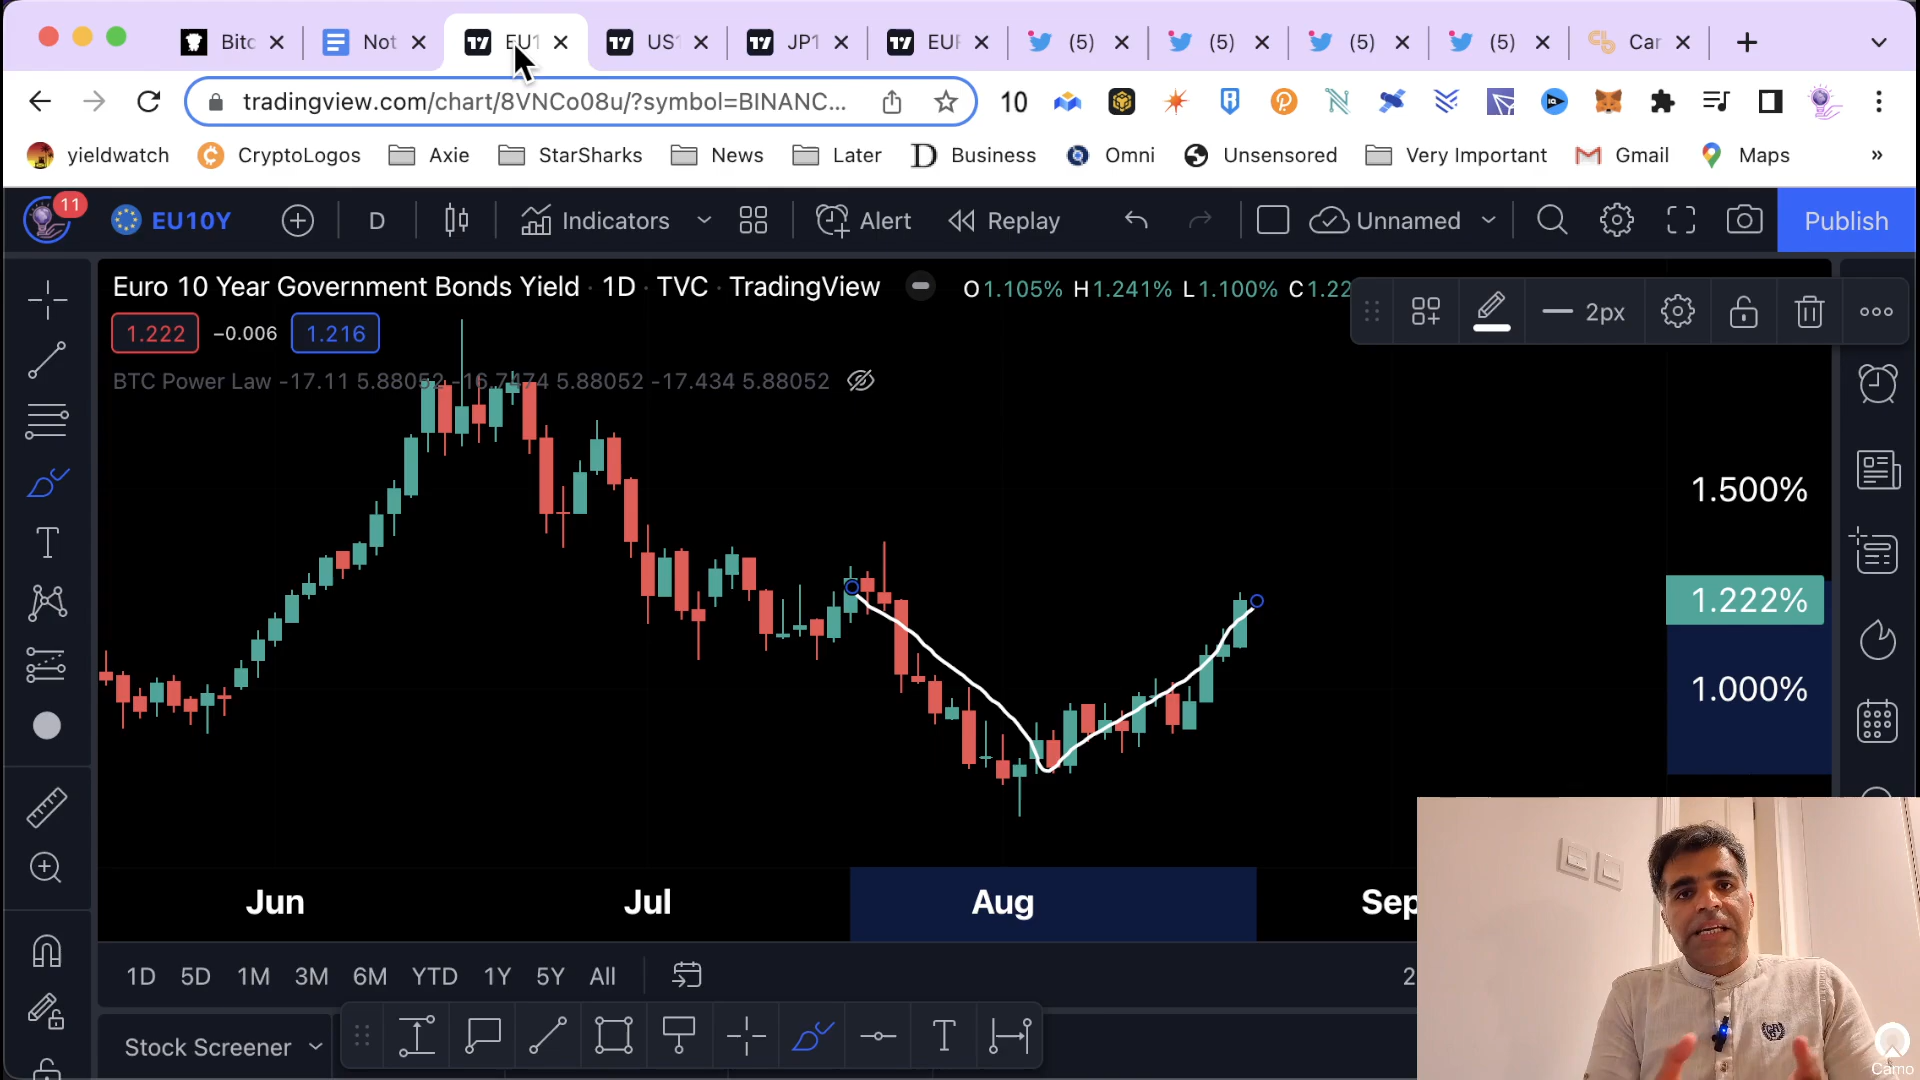 Bitc
Not
EU1
US1
JP1
EUR
(5)
(5)
(5)
(5)
Car
tradingview.com/chart/8VNCo08u/?symbol=BINANC...
10
yieldwatch
CryptoLogos
Axie
StarSharks
News
Later
Business
Omni
Unsensored
Very Important
Gmail
Maps
»
11
EU10Y
D
Indicators
Alert
Replay
Unnamed
Publish
Euro 10 Year Government Bonds Yield · 1D · TVC · TradingView
O1.105% H1.241% L1.100% C1.22
2px
1.222
−0.006
1.216
BTC Power Law -17.11 5.88052 -16.7474 5.88052 -17.434 5.88052
1.500%
1.222%
1.000%
Jun
Jul
Aug
Sep
1D 5D 1M 3M 6M YTD 1Y 5Y All
2
Stock Screener
Camo